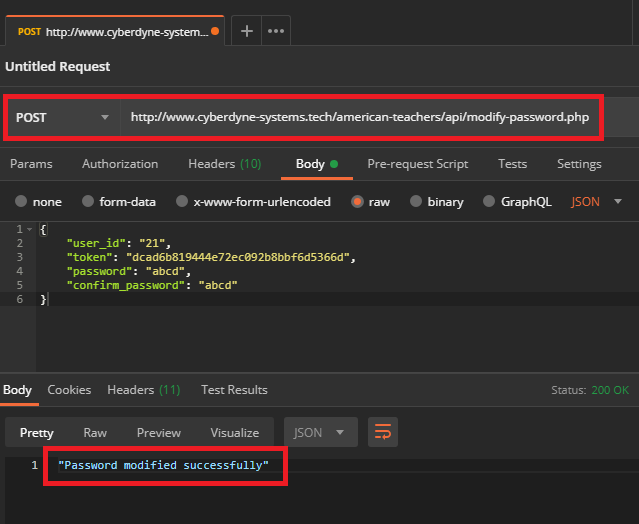 POST http://www.cyberdyne-system...
Untitled Request
POST http://www.cyberdyne-systems.tech/american-teachers/api/modify-password.php
Params Authorization Headers (10) Body Pre-request Script Tests Settings
none form-data x-www-form-urlencoded raw binary GraphQL JSON
1 {
2 "user_id": "21",
3 "token": "dcad6b819444e72ec092b8bbf6d5366d",
4 "password": "abcd",
5 "confirm_password": "abcd"
6 }
Body Cookies Headers (11) Test Results Status: 200 OK
Pretty Raw Preview Visualize JSON
1 "Password modified successfully"